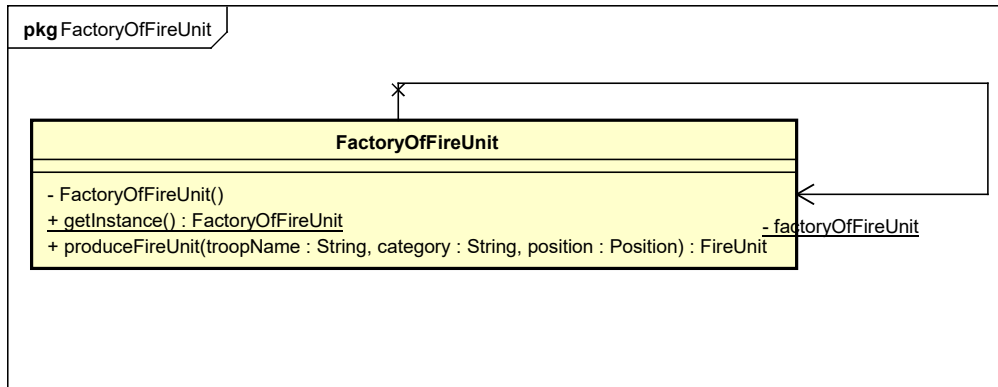 pkg FactoryOfFireUnit
FactoryOfFireUnit
- FactoryOfFireUnit()
+ getInstance() : FactoryOfFireUnit
- factoryOfFireUnit
+ produceFireUnit(troopName : String, category : String, position : Position) : FireUnit